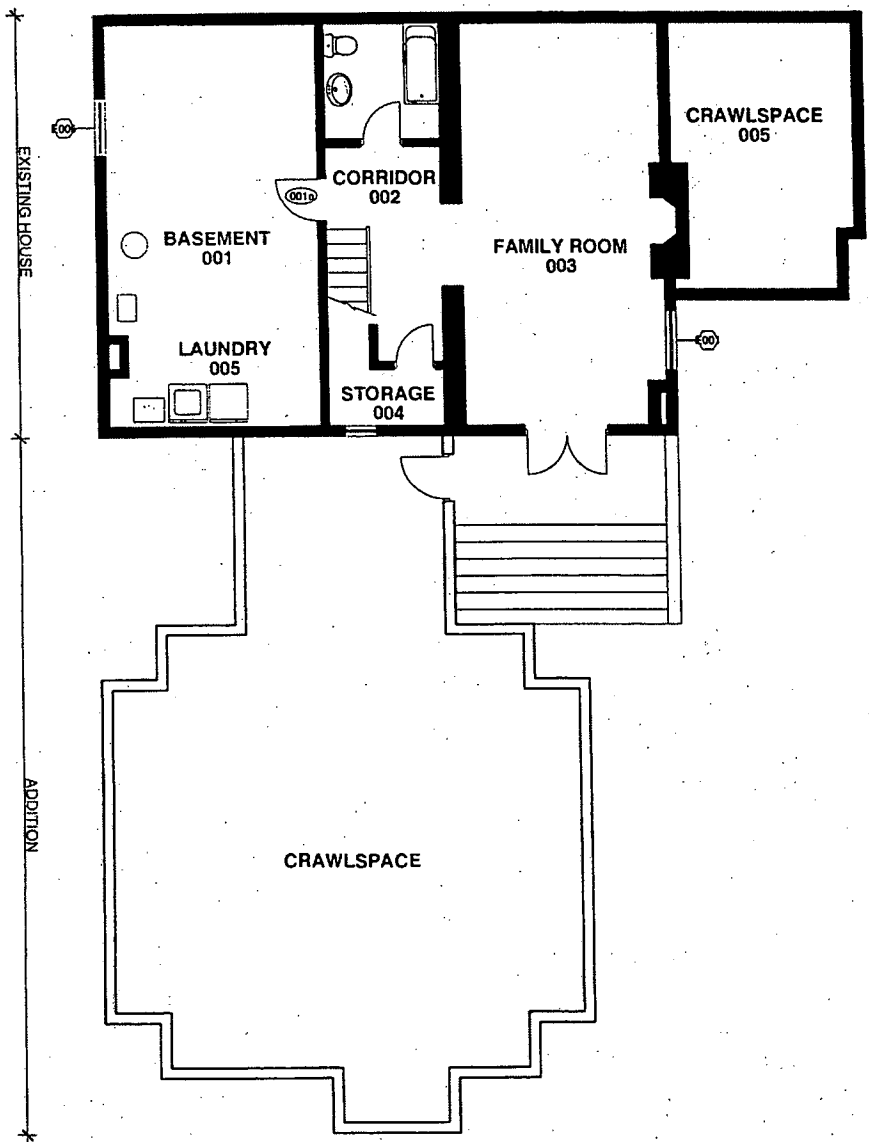 CRAWLSPACE
005
CORRIDOR
002
BASEMENT
001
FAMILY ROOM
003
LAUNDRY
005
STORAGE
004
EXISTING HOUSE
ADDITION
CRAWLSPACE